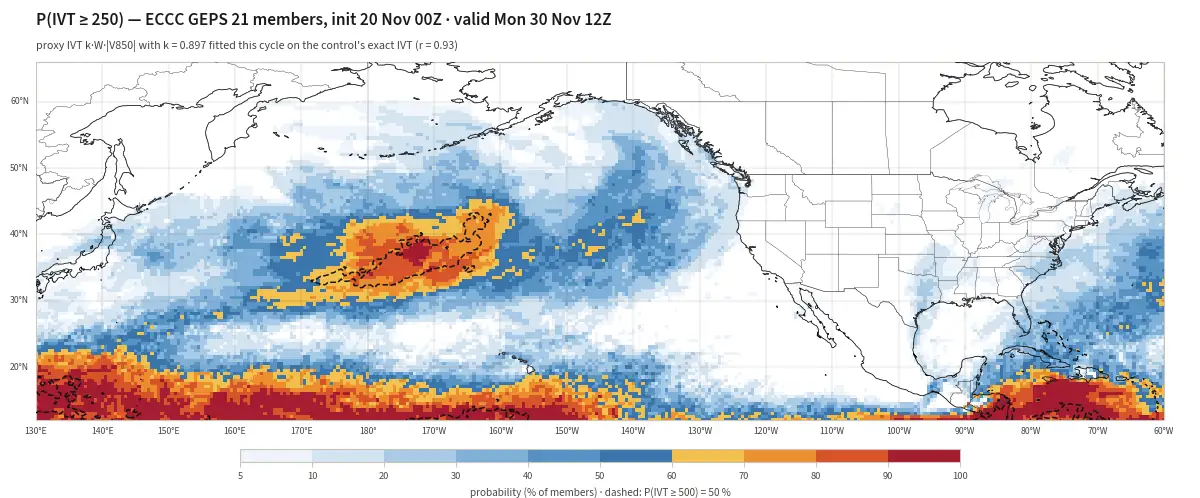 P(IVT ≥ 250) — ECCC GEPS 21 members, init 20 Nov 00Z · valid Mon 30 Nov 12Z
proxy IVT k·W·|V850| with k = 0.897 fitted this cycle on the control's exact IVT (r = 0.93)
60°N
50°N
40°N
30°N
20°N
130°E 140°E 150°E 160°E 180° 170°W 160°W 150°W 140°W 130°W 120°W 110°W 100°W 90°W 80°W 70°W 60°W
5 10 20 30 40 50 60 70 80 90 100
probability (% of members) · dashed: P(IVT ≥ 500) = 50 %